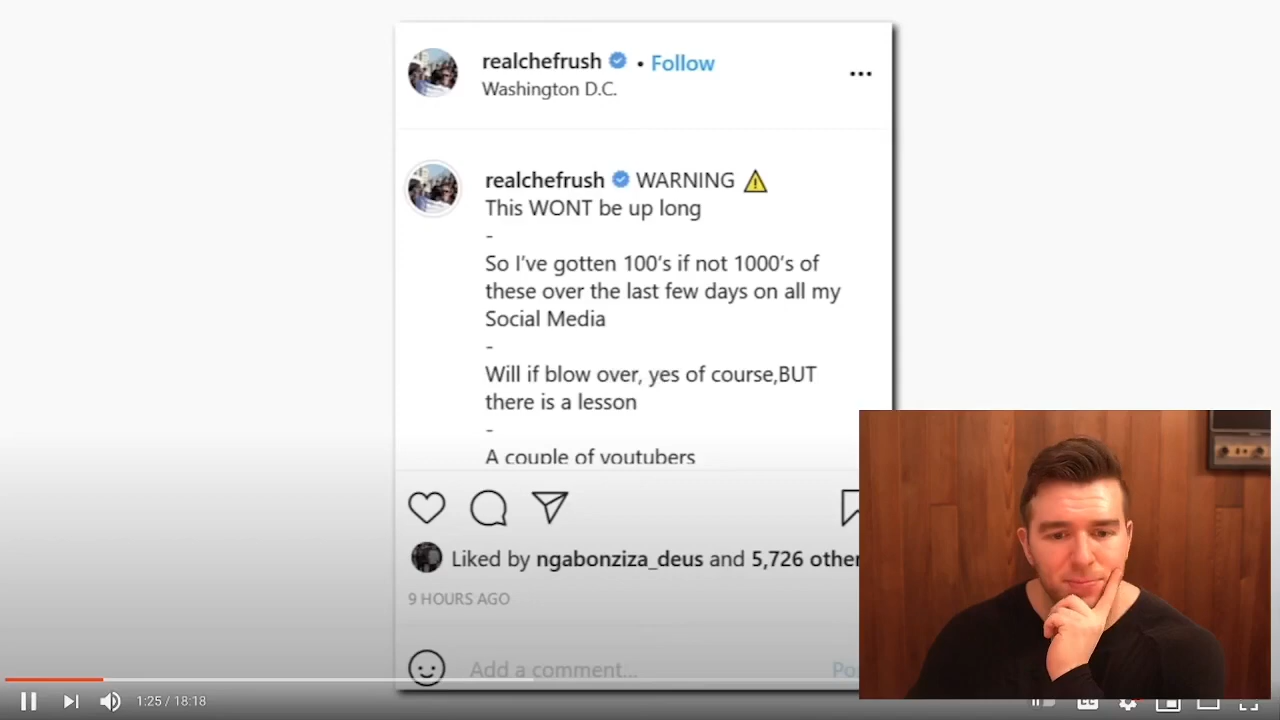 realchefrush • Follow
Washington D.C.
realchefrush WARNING ⚠
This WONT be up long
-
So I've gotten 100's if not 1000's of
these over the last few days on all my
Social Media
-
Will if blow over, yes of course,BUT
there is a lesson
-
A couple of youtubers
Liked by ngabonziza_deus and 5,726 other
9 HOURS AGO
Add a comment... Po
1:25 / 18:18